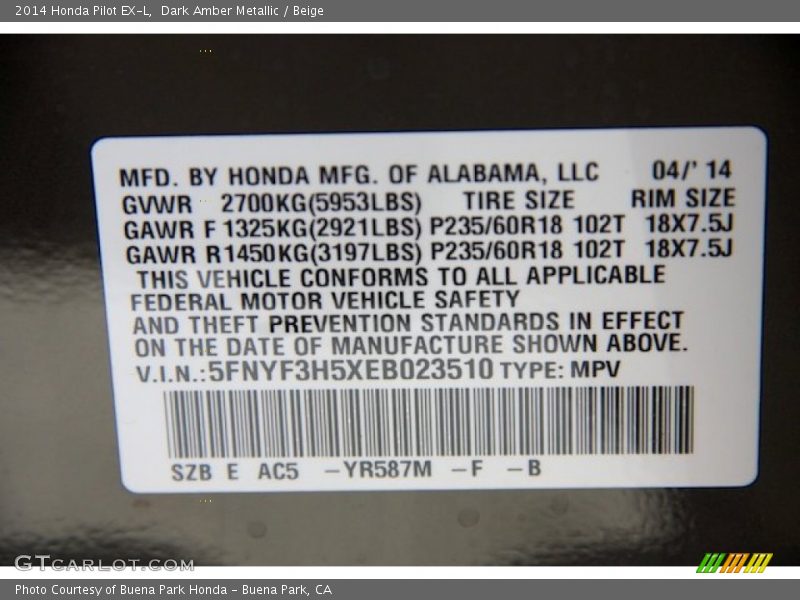 2014 Honda Pilot EX-L, Dark Amber Metallic / Beige
MFD. BY HONDA MFG. OF ALABAMA, LLC 04/' 14
GVWR 2700KG(5953LBS) TIRE SIZE RIM SIZE
GAWR F 1325KG(2921LBS) P235/60R18 102T 18X7.5J
GAWR R1450KG(3197LBS) P235/60R18 102T 18X7.5J
THIS VEHICLE CONFORMS TO ALL APPLICABLE
FEDERAL MOTOR VEHICLE SAFETY
AND THEFT PREVENTION STANDARDS IN EFFECT
ON THE DATE OF MANUFACTURE SHOWN ABOVE.
V.I.N.:5FNYF3H5XEB023510 TYPE: MPV
SZB E AC5 -YR587M -F -B
GTCARLOT.COM
Photo Courtesy of Buena Park Honda - Buena Park, CA